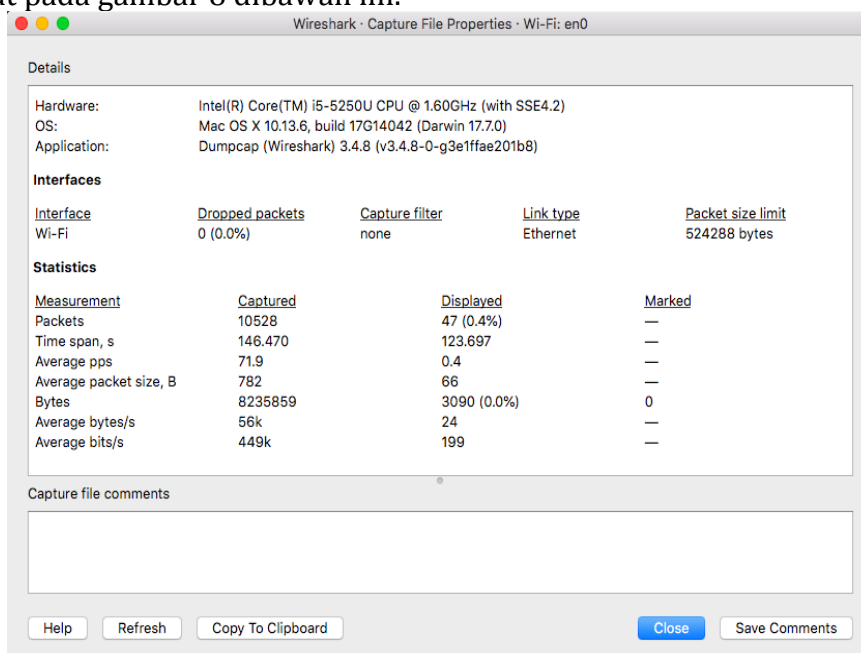 pada gambar 6 dibawah ini.
Wireshark · Capture File Properties · Wi-Fi: en0
Details
Hardware: Intel(R) Core(TM) i5-5250U CPU @ 1.60GHz (with SSE4.2)
OS: Mac OS X 10.13.6, build 17G14042 (Darwin 17.7.0)
Application: Dumpcap (Wireshark) 3.4.8 (v3.4.8-0-g3e1ffae201b8)
Interfaces
Interface Dropped packets Capture filter Link type Packet size limit
Wi-Fi 0 (0.0%) none Ethernet 524288 bytes
Statistics
Measurement Captured Displayed Marked
Packets 10528 47 (0.4%) —
Time span, s 146.470 123.697 —
Average pps 71.9 0.4 —
Average packet size, B 782 66 —
Bytes 8235859 3090 (0.0%) 0
Average bytes/s 56k 24 —
Average bits/s 449k 199 —
Capture file comments
Help Refresh Copy To Clipboard Close Save Comments